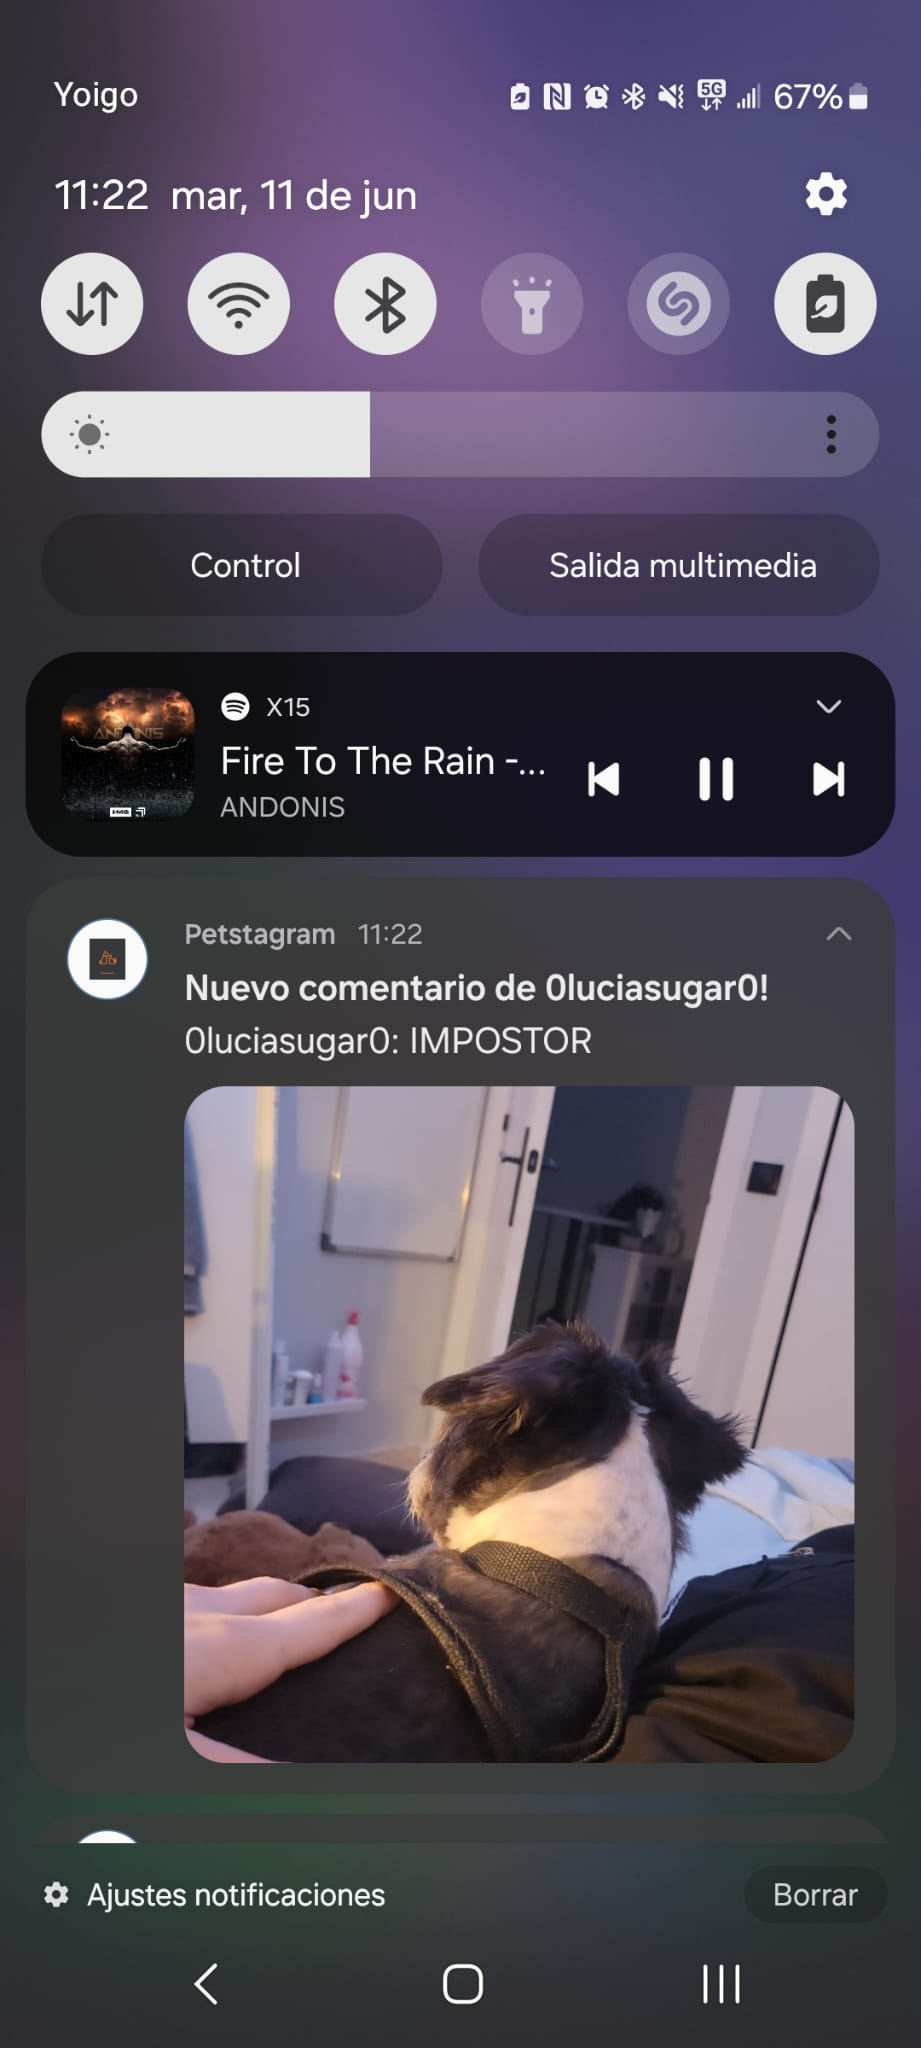 Yoigo
5G
67%
11:22 mar, 11 de jun
Control
Salida multimedia
X15
Fire To The Rain -...
ANDONIS
Petstagram 11:22
Nuevo comentario de 0luciasugar0!
0luciasugar0: IMPOSTOR
Ajustes notificaciones
Borrar